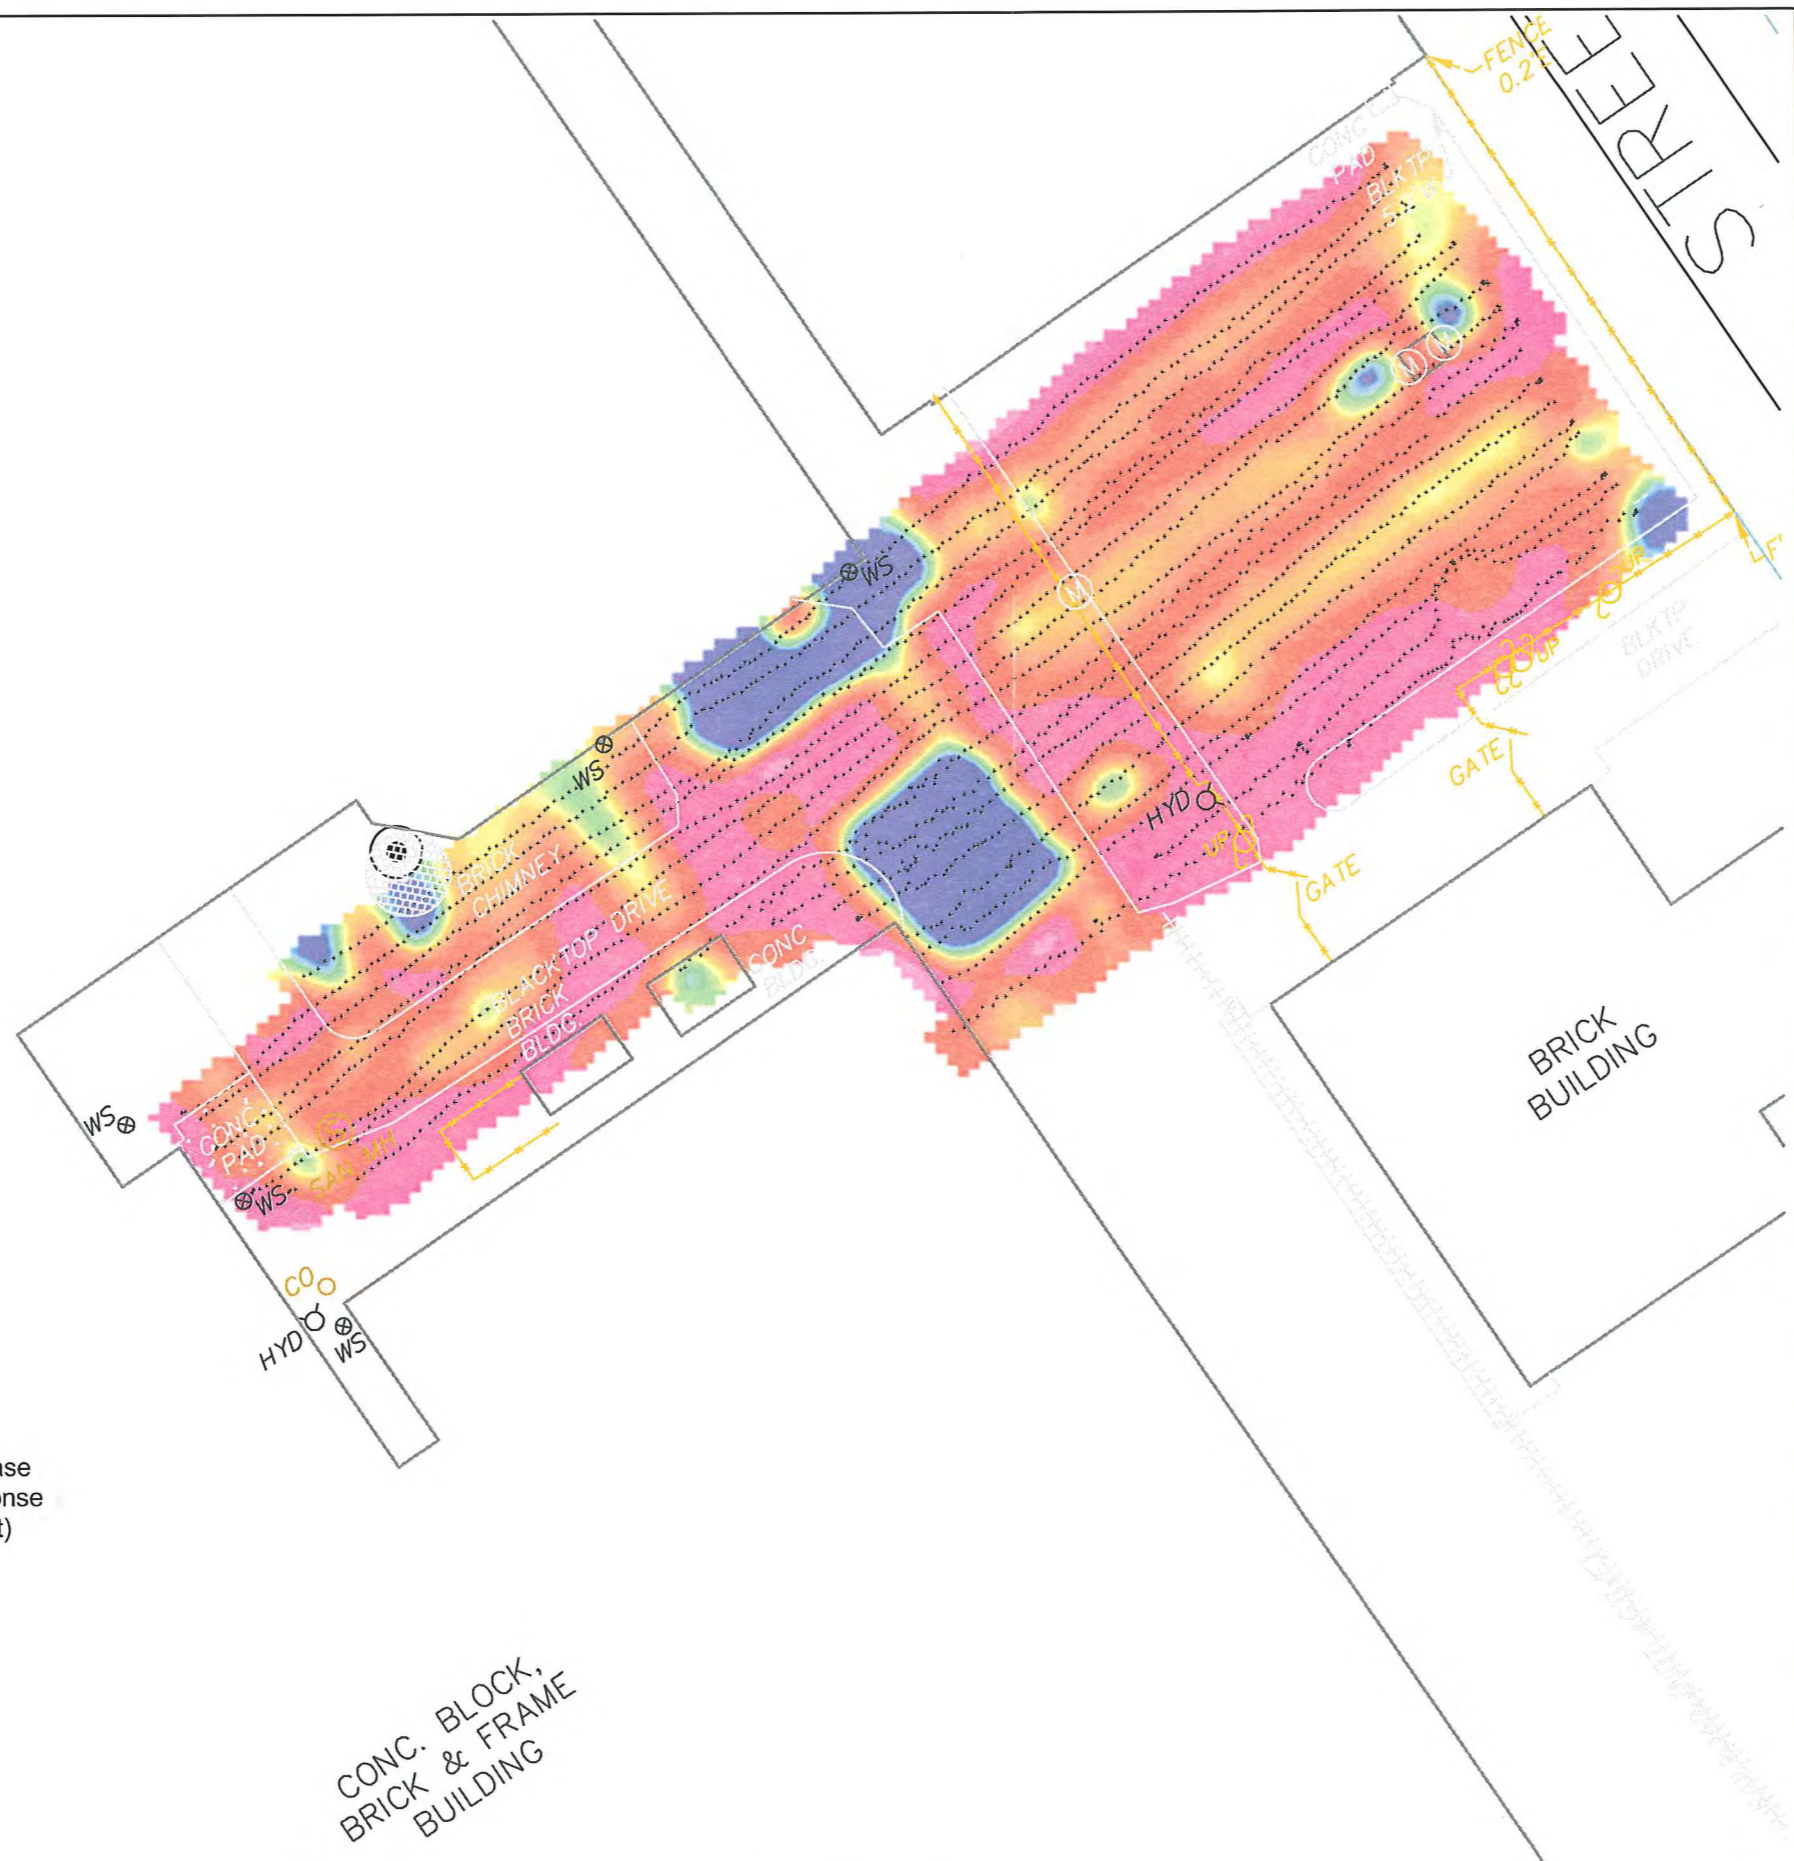 FENCE
0.2'E
STREE
CONC
PAD
BLKTP
M
M
WS
M
UP
UP
BLKTP
DRIVE
GATE
WS
HYD
UP
GATE
BRICK
CHIMNEY
BLACKTOP DRIVE
BRICK
BLDG.
CONC
BLDG.
BRICK
BUILDING
WS
CONC.
PAD
S
SAN MH
WS
CO
HYD
WS
ase
onse
t)
CONC. BLOCK,
BRICK & FRAME
BUILDING